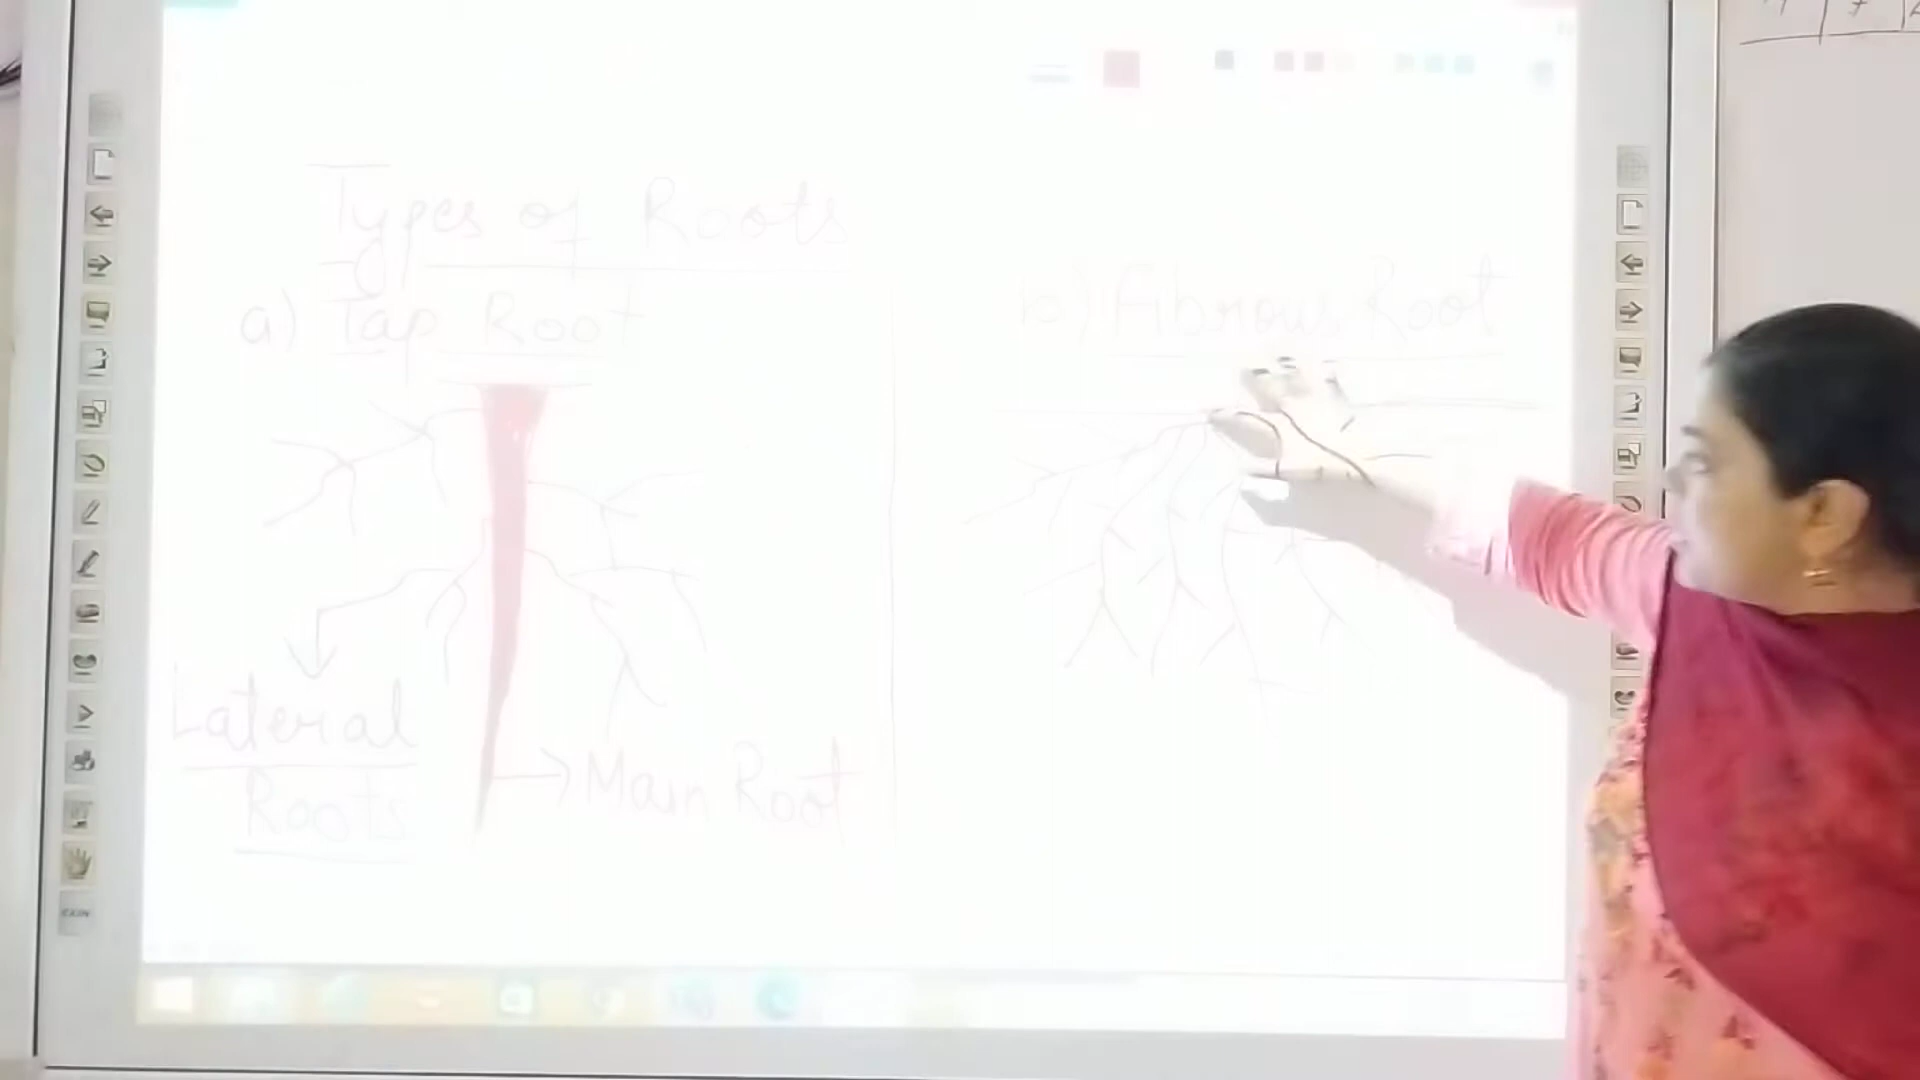 Types of Roots
a) Tap Root
b) Fibrous Root
Lateral
Roots
Main Root